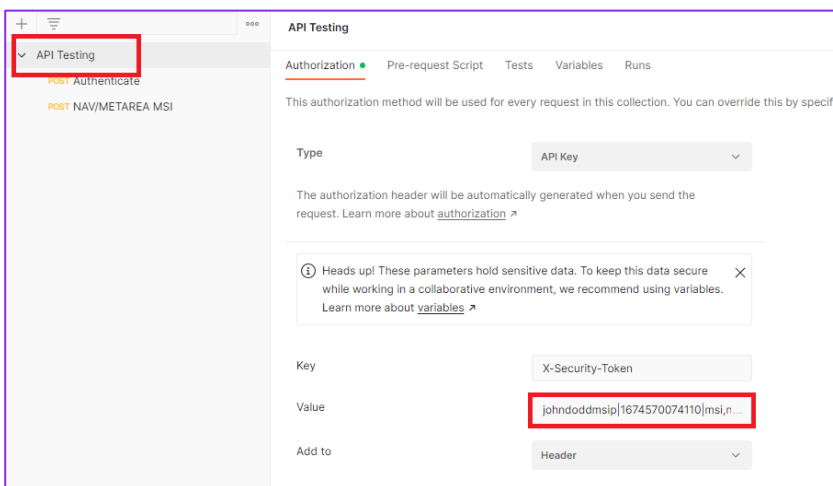 API Testing
POST Authenticate
POST NAV/METAREA MSI
API Testing
Authorization
Pre-request Script
Tests
Variables
Runs
This authorization method will be used for every request in this collection. You can override this by specif
Type
API Key
The authorization header will be automatically generated when you send the
request. Learn more about authorization ↗
Heads up! These parameters hold sensitive data. To keep this data secure
while working in a collaborative environment, we recommend using variables.
Learn more about variables ↗
Key
X-Security-Token
Value
johndoddmsip|1674570074110|msi,n...
Add to
Header